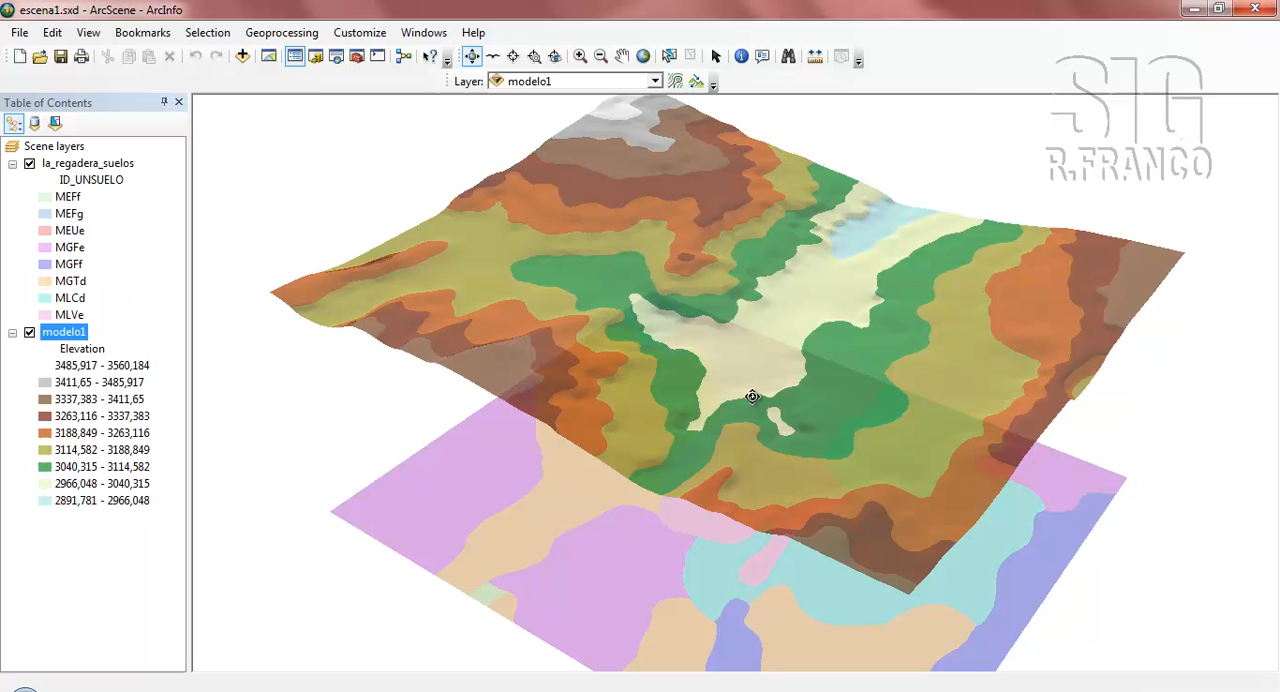 escena1.sxd - ArcScene - ArcInfo
File Edit View Bookmarks Selection Geoprocessing Customize Windows Help
Layer: modelo1
SIG
R.FRANCO
Table of Contents
Scene layers
la_regadera_suelos
ID_UNSUELO
MEFf
MEFg
MEUe
MGFe
MGFf
MGTd
MLCd
MLVe
modelo1
Elevation
3485,917 - 3560,184
3411,65 - 3485,917
3337,383 - 3411,65
3263,116 - 3337,383
3188,849 - 3263,116
3114,582 - 3188,849
3040,315 - 3114,582
2966,048 - 3040,315
2891,781 - 2966,048